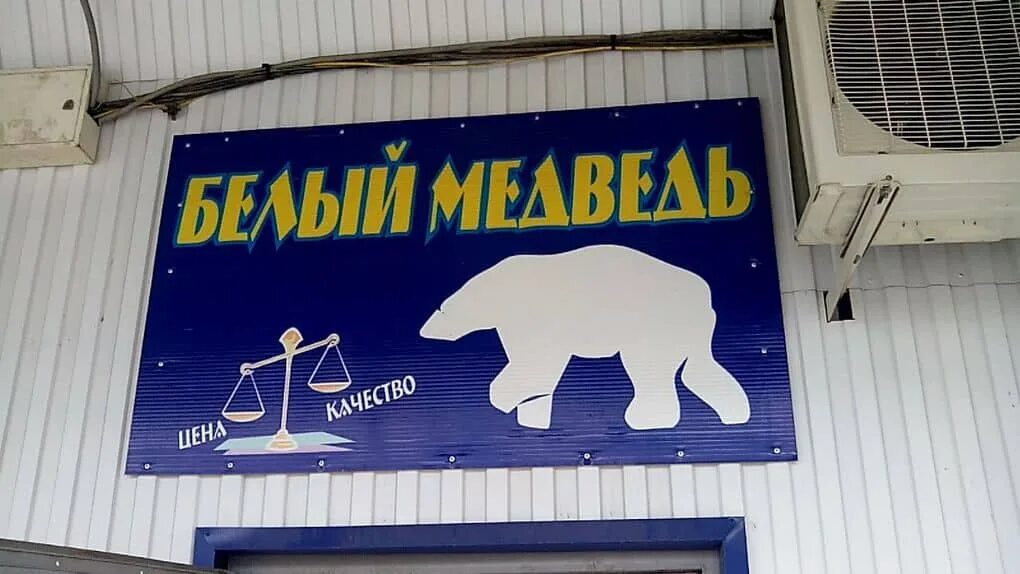 БЕЛЫЙ МЕДВЕДЬ
ЦЕНА КАЧЕСТВО